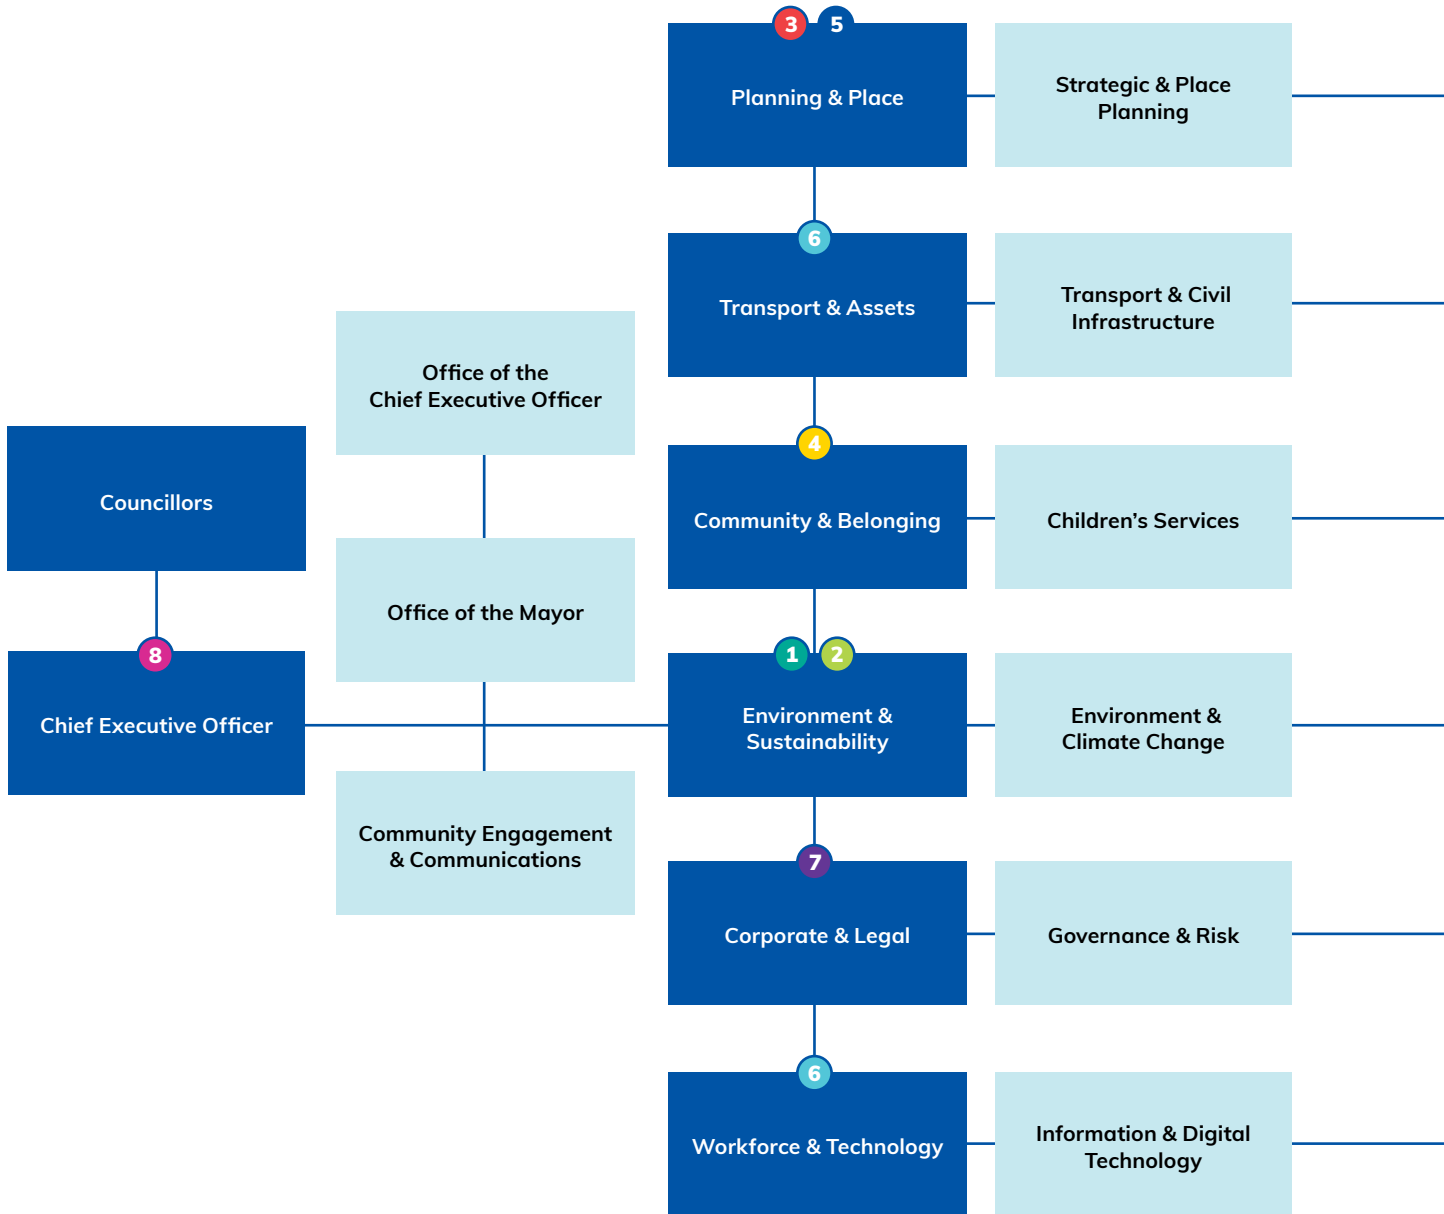 Councillors
8
Chief Executive Officer
Office of the
Chief Executive Officer
Office of the Mayor
Community Engagement
& Communications
3 5
Planning & Place
Strategic & Place
Planning
6
Transport & Assets
Transport & Civil
Infrastructure
4
Community & Belonging
Children’s Services
1 2
Environment &
Sustainability
Environment &
Climate Change
7
Corporate & Legal
Governance & Risk
6
Workforce & Technology
Information & Digital
Technology